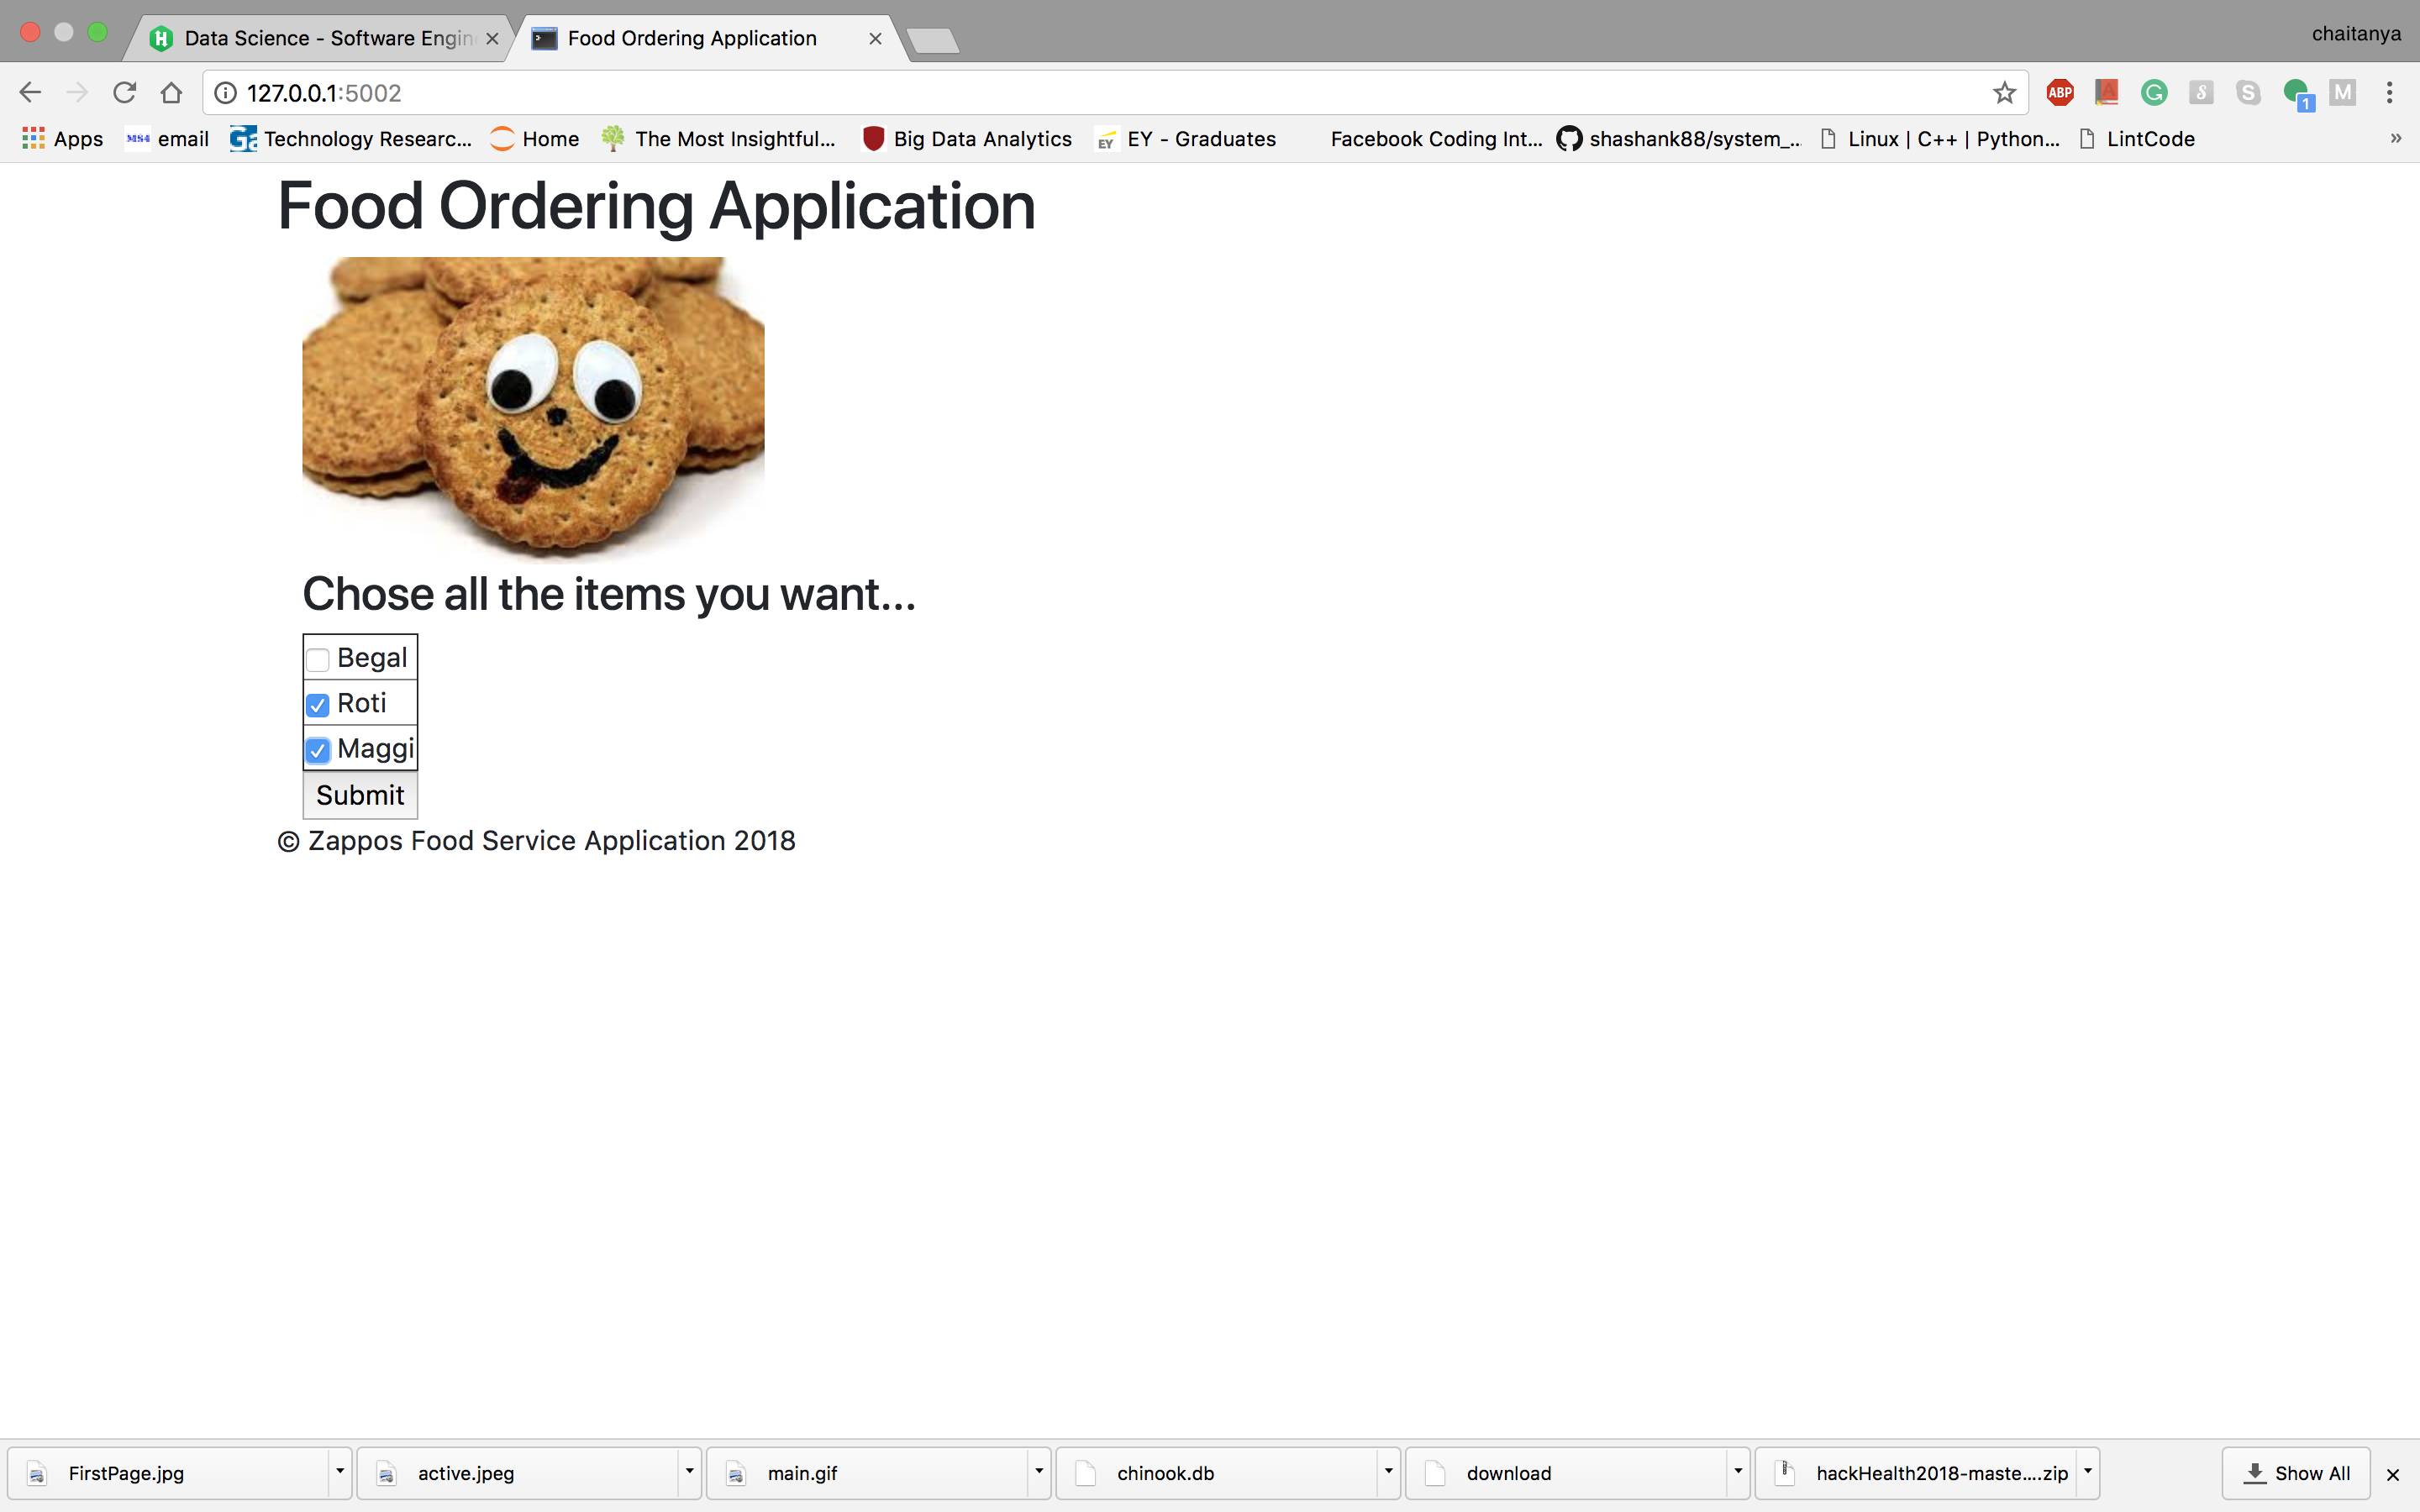 Data Science - Software Engin
Food Ordering Application
chaitanya
127.0.0.1:5002
ABP
1
M
Apps
email
Technology Researc...
Home
The Most Insightful...
Big Data Analytics
EY
EY - Graduates
Facebook Coding Int...
shashank88/system_...
Linux | C++ | Python...
LintCode
»
Food Ordering Application
Chose all the items you want...
Begal
Roti
Maggi
Submit
© Zappos Food Service Application 2018
FirstPage.jpg
active.jpeg
main.gif
chinook.db
download
hackHealth2018-maste....zip
Show All